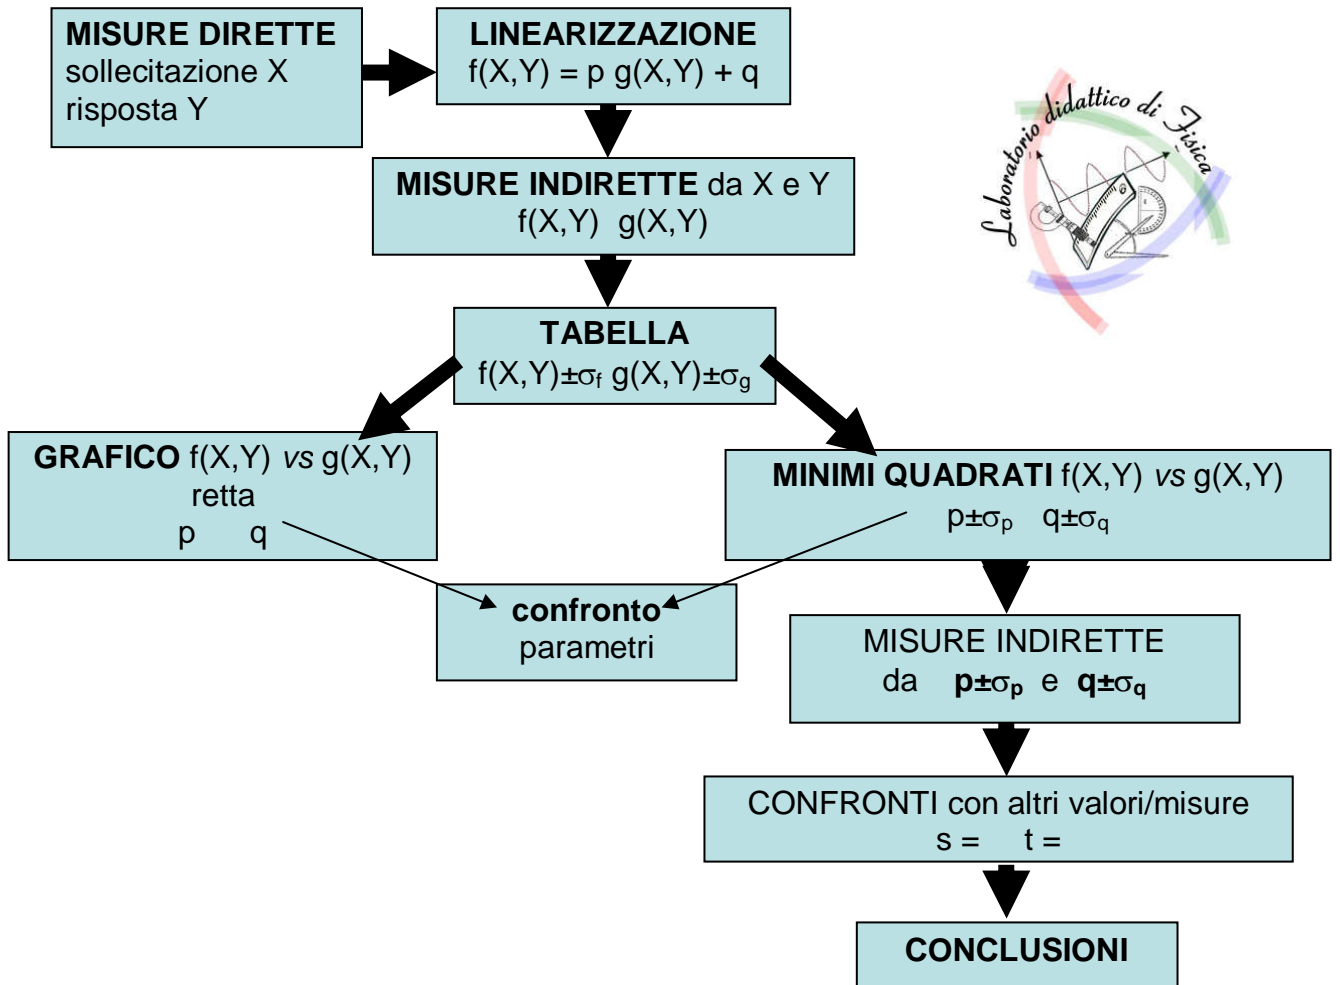 MISURE DIRETTE
sollecitazione X
risposta Y
LINEARIZZAZIONE
f(X,Y) = p g(X,Y) + q
Laboratorio didattico di Fisica
MISURE INDIRETTE da X e Y
f(X,Y) g(X,Y)
TABELLA
f(X,Y)±σf g(X,Y)±σg
GRAFICO f(X,Y) vs g(X,Y)
retta
p q
MINIMI QUADRATI f(X,Y) vs g(X,Y)
p±σp q±σq
confronto
parametri
MISURE INDIRETTE
da p±σp e q±σq
CONFRONTI con altri valori/misure
s = t =
CONCLUSIONI